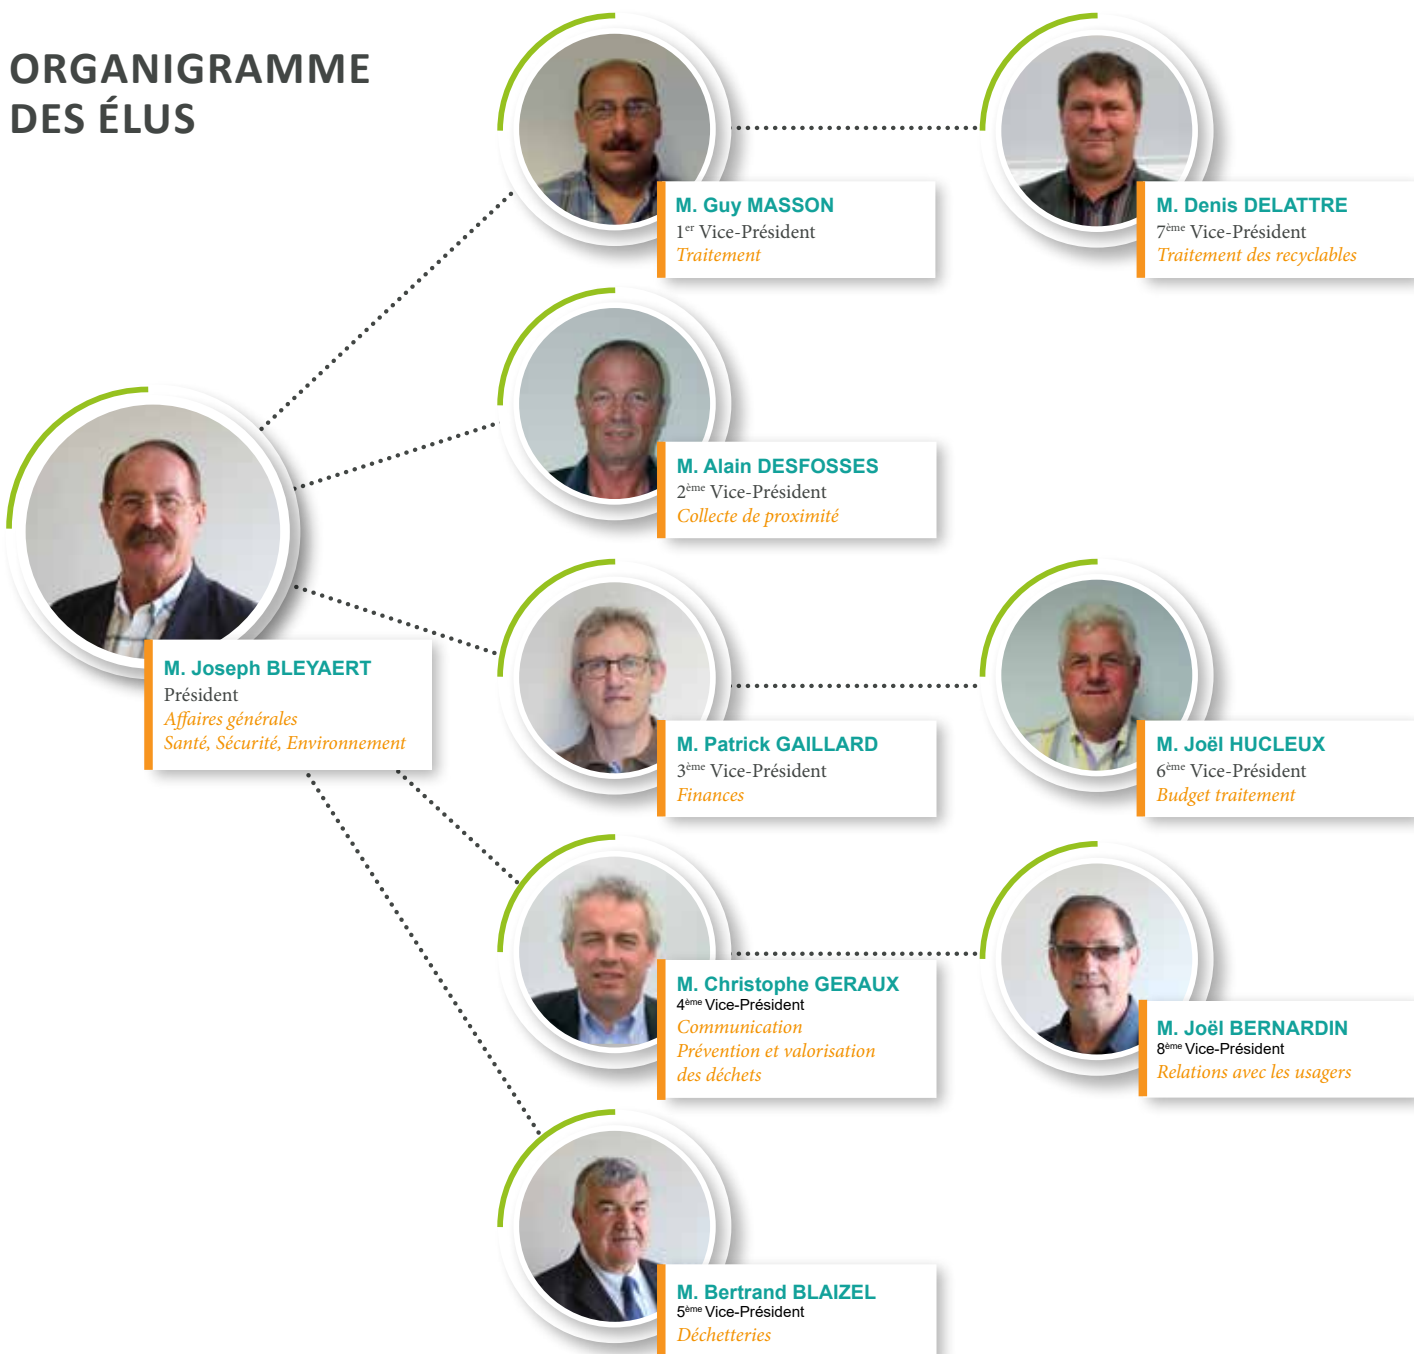 ORGANIGRAMME
DES ÉLUS
M. Guy MASSON
1er Vice-Président
Traitement
M. Denis DELATTRE
7ème Vice-Président
Traitement des recyclables
M. Alain DESFOSSES
2ème Vice-Président
Collecte de proximité
M. Joseph BLEYAERT
Président
Affaires générales
Santé, Sécurité, Environnement
M. Patrick GAILLARD
3ème Vice-Président
Finances
M. Joël HUCLEUX
6ème Vice-Président
Budget traitement
M. Christophe GERAUX
4ème Vice-Président
Communication
Prévention et valorisation
des déchets
M. Joël BERNARDIN
8ème Vice-Président
Relations avec les usagers
M. Bertrand BLAIZEL
5ème Vice-Président
Déchetteries